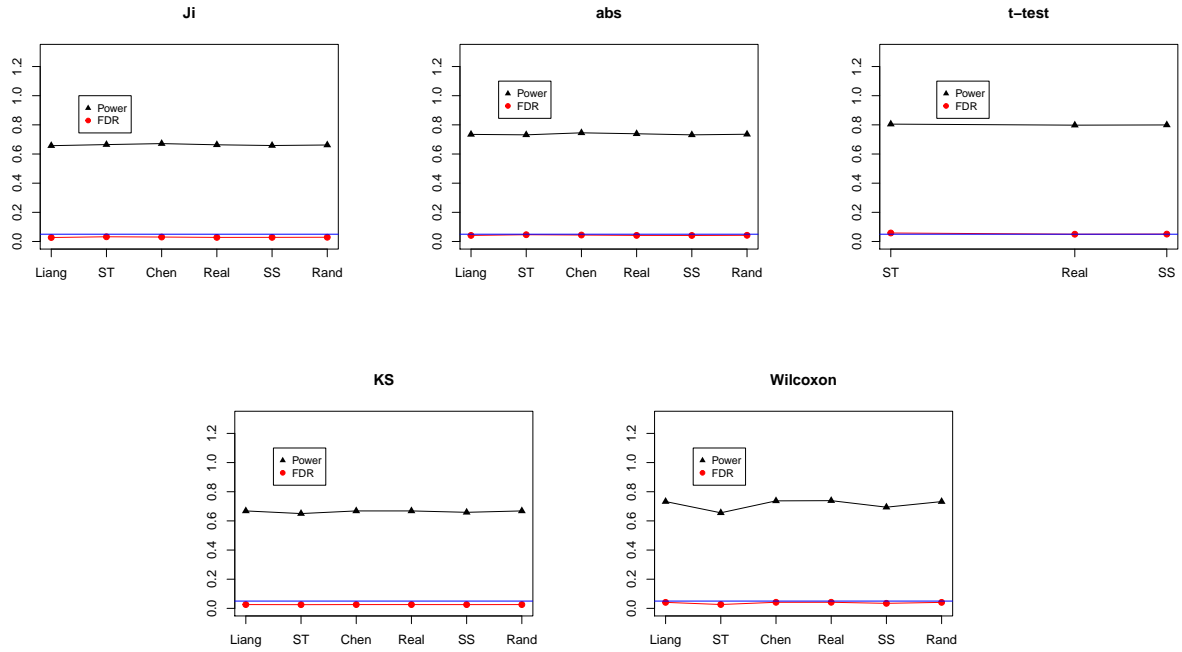 Ji
1.2
1.0
0.8
0.6
0.4
0.2
0.0
Power
FDR
Liang ST Chen Real SS Rand
abs
1.2
1.0
0.8
0.6
0.4
0.2
0.0
Power
FDR
Liang ST Chen Real SS Rand
t−test
1.2
1.0
0.8
0.6
0.4
0.2
0.0
Power
FDR
ST Real SS
KS
1.2
1.0
0.8
0.6
0.4
0.2
0.0
Power
FDR
Liang ST Chen Real SS Rand
Wilcoxon
1.2
1.0
0.8
0.6
0.4
0.2
0.0
Power
FDR
Liang ST Chen Real SS Rand